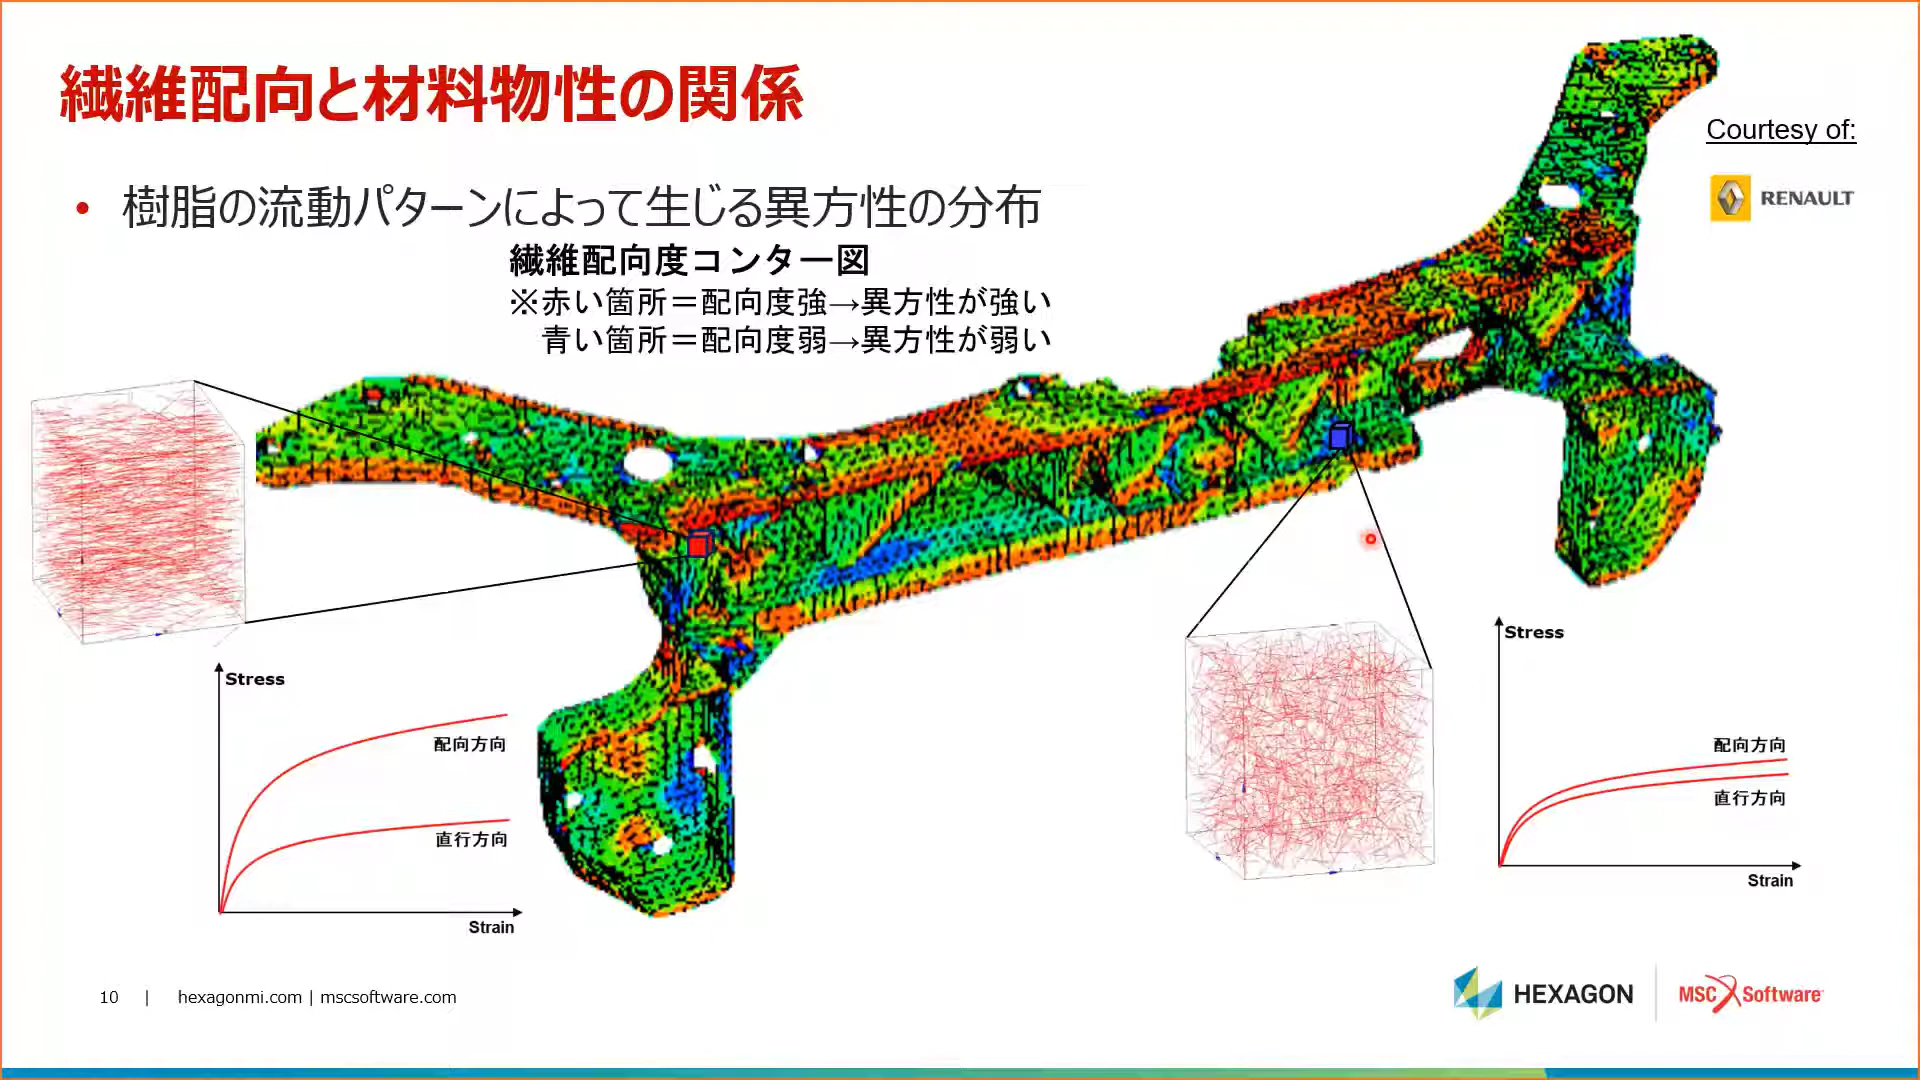 繊維配向と材料物性の関係
• 樹脂の流動パターンによって生じる異方性の分布
繊維配向度コンター図
※赤い箇所＝配向度強→異方性が強い
青い箇所＝配向度弱→異方性が弱い
Courtesy of:
RENAULT
Stress
配向方向
直行方向
Strain
Stress
配向方向
直行方向
Strain
10 | hexagonmi.com | mscsoftware.com
HEXAGON
MSC Software